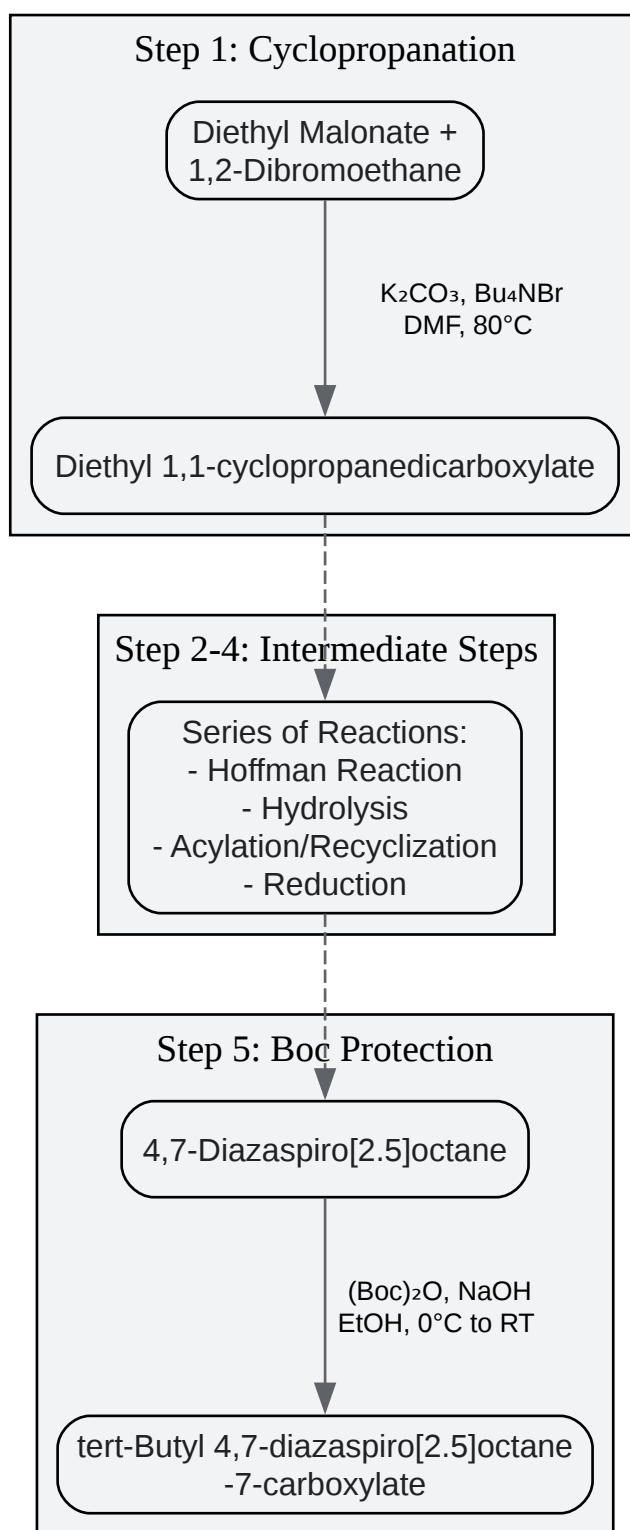 Step 1: Cyclopropanation
Diethyl Malonate +
1,2-Dibromoethane
K₂CO₃, Bu₄NBr
DMF, 80°C
Diethyl 1,1-cyclopropanedicarboxylate
Step 2-4: Intermediate Steps
Series of Reactions:
- Hoffman Reaction
- Hydrolysis
- Acylation/Recyclization
- Reduction
Step 5: Boc Protection
4,7-Diazaspiro[2.5]octane
(Boc)₂O, NaOH
EtOH, 0°C to RT
tert-Butyl 4,7-diazaspiro[2.5]octane
-7-carboxylate